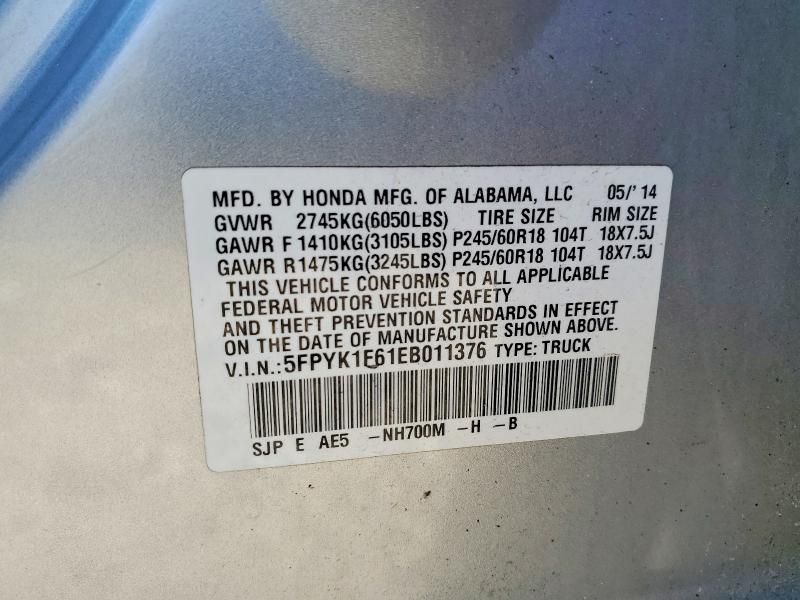 MFD. BY HONDA MFG. OF ALABAMA, LLC 05/'14
GVWR 2745KG(6050LBS) TIRE SIZE RIM SIZE
GAWR F 1410KG(3105LBS) P245/60R18 104T 18X7.5J
GAWR R1475KG(3245LBS) P245/60R18 104T 18X7.5J
THIS VEHICLE CONFORMS TO ALL APPLICABLE
FEDERAL MOTOR VEHICLE SAFETY
AND THEFT PREVENTION STANDARDS IN EFFECT
ON THE DATE OF MANUFACTURE SHOWN ABOVE.
V.I.N.:5FPYK1F61EB011376 TYPE: TRUCK
SJP E AE5 -NH700M -H -B